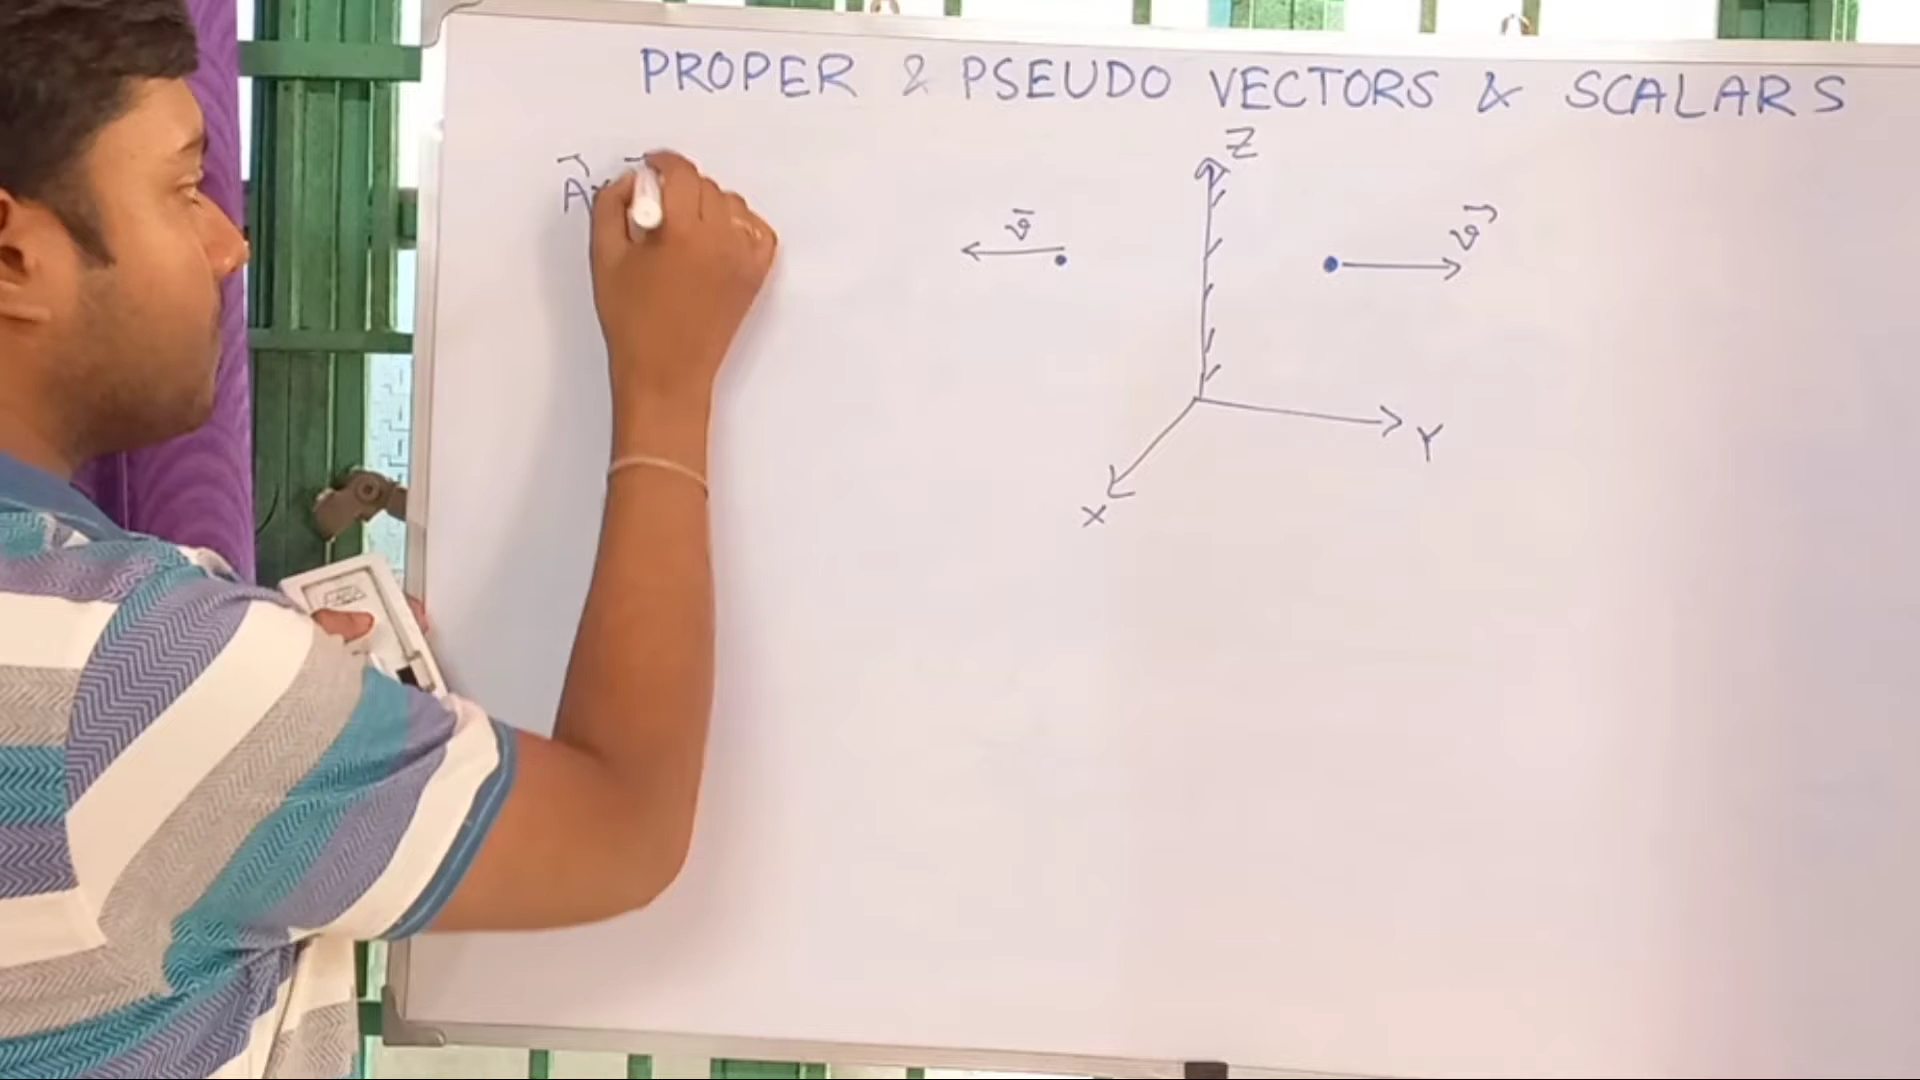 PROPER & PSEUDO VECTORS & SCALARS
Z
A⃗ ×
v⃗
v⃗
Y
X